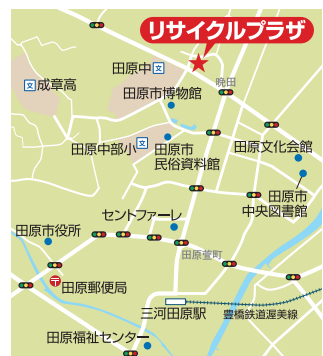 リサイクルプラザ
田原中
文
文
成章高
晩田
田原市博物館
田原中部小
文
田原市
民俗資料館
田原文化会館
田原市
中央図書館
セントファーレ
田原市役所
田原萱町
〒
田原郵便局
三河田原駅
豊橋鉄道渥美線
田原福祉センター